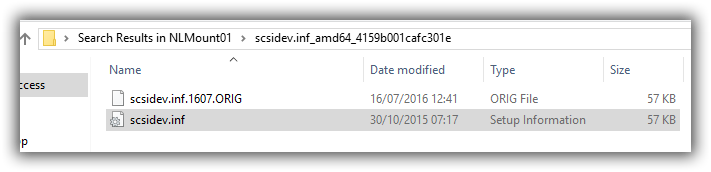 Search Results in NLMount01 > scsidev.inf_amd64_4159b001cafc301e
ccess
Name Date modified Type Size
scsidev.inf.1607.ORIG 16/07/2016 12:41 ORIG File 57 KB
scsidev.inf 30/10/2015 07:17 Setup Information 57 KB
op